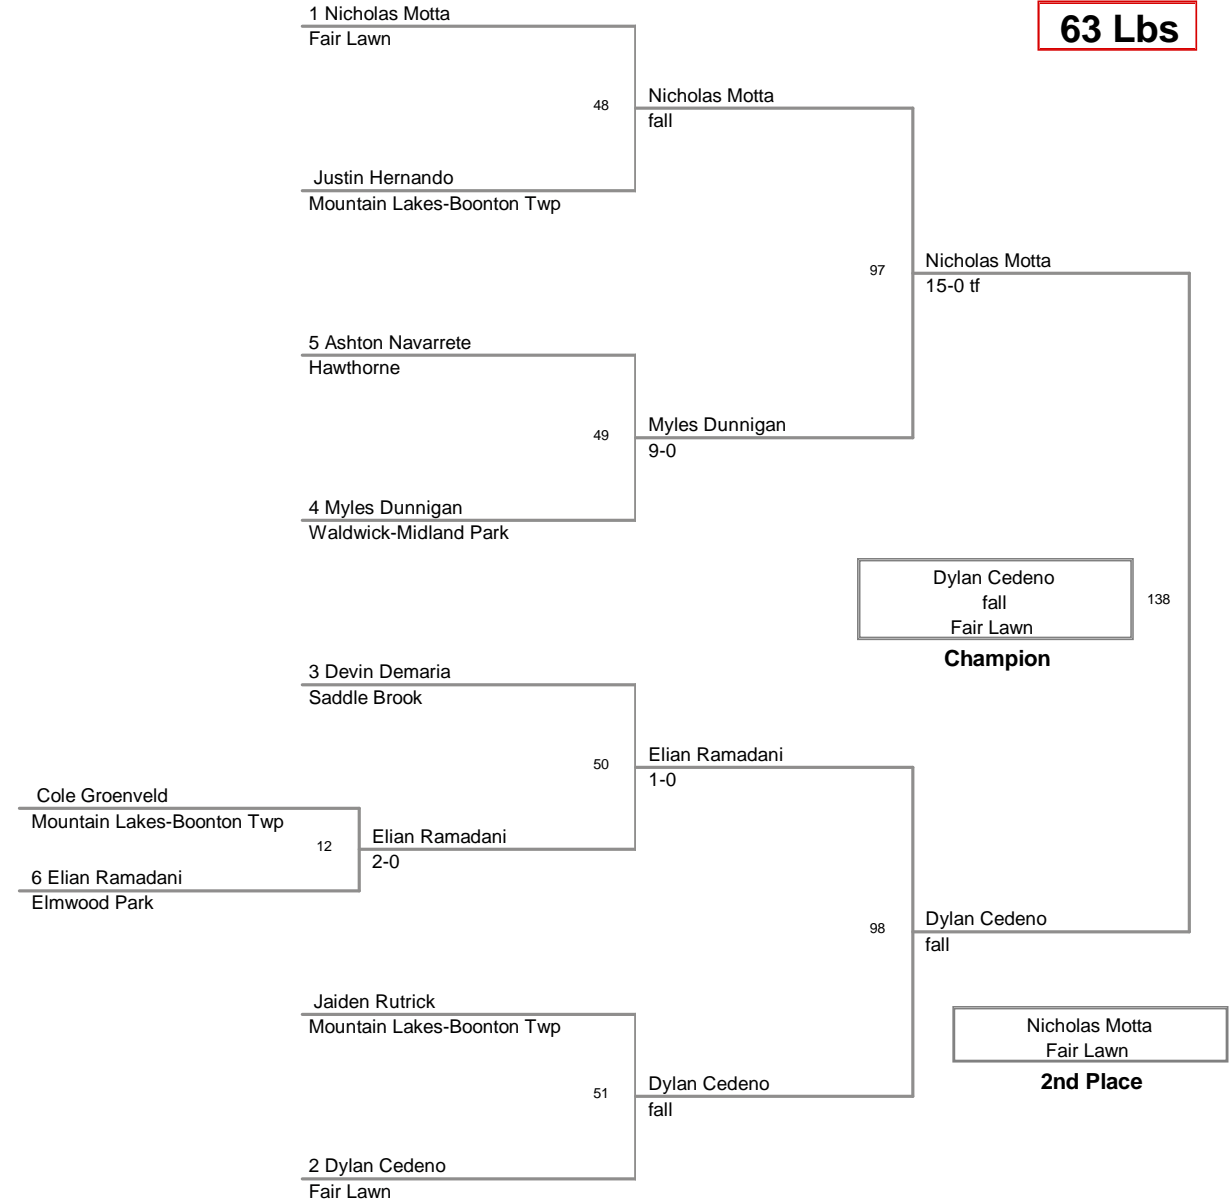 1 Nicholas Motta
63 Lbs
Fair Lawn
Nicholas Motta
48
fall
Justin Hernando
Mountain Lakes-Boonton Twp
Nicholas Motta
97
15-0 tf
5 Ashton Navarrete
Hawthorne
Myles Dunnigan
49
9-0
4 Myles Dunnigan
Waldwick-Midland Park
Dylan Cedeno
fall
138
Fair Lawn
Champion
3 Devin Demaria
Saddle Brook
Elian Ramadani
50
1-0
Cole Groenveld
Mountain Lakes-Boonton Twp
Elian Ramadani
12
2-0
6 Elian Ramadani
Elmwood Park
Dylan Cedeno
98
fall
Jaiden Rutrick
Mountain Lakes-Boonton Twp
Nicholas Motta
Fair Lawn
2nd Place
Dylan Cedeno
51
fall
2 Dylan Cedeno
Fair Lawn